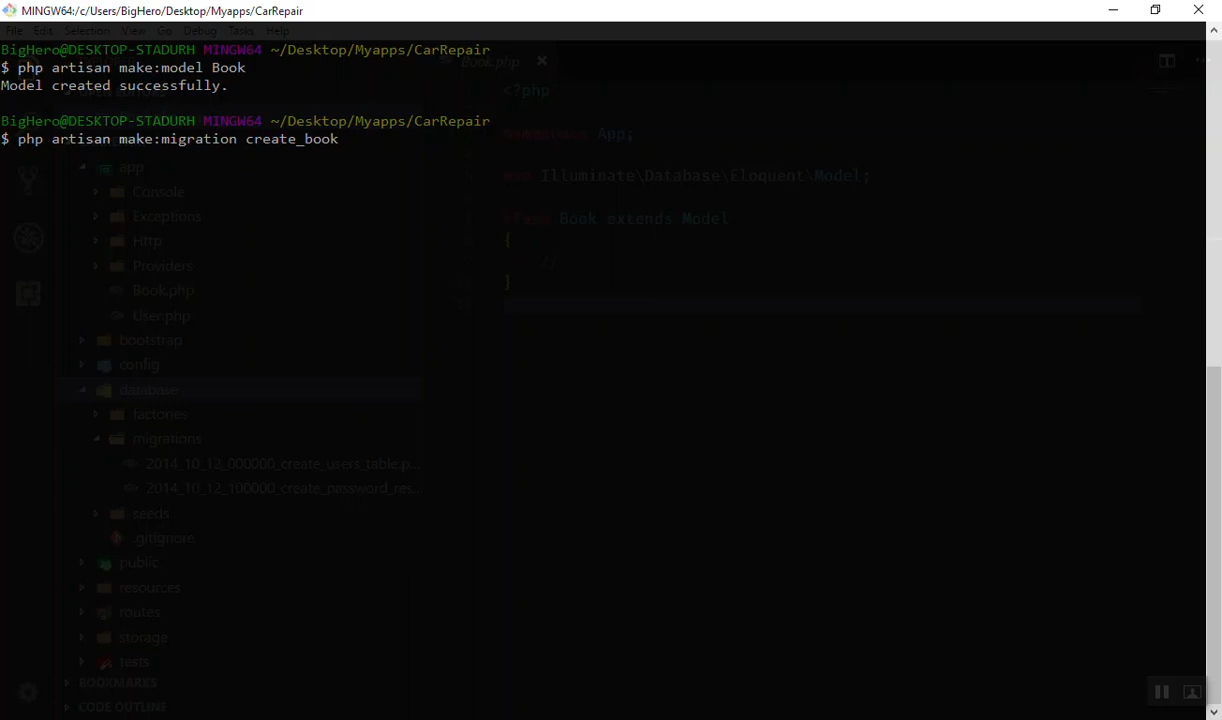 MINGW64:/c/Users/BigHero/Desktop/Myapps/CarRepair
File Edit Selection View Go Debug Tasks Help
BigHero@DESKTOP-STADURH MINGW64 ~/Desktop/Myapps/CarRepair
$ php artisan make:model Book
Model created successfully.
BigHero@DESKTOP-STADURH MINGW64 ~/Desktop/Myapps/CarRepair
$ php artisan make:migration create_book
app
Console
Exceptions
Http
Providers
Book.php
User.php
bootstrap
config
database
factories
migrations
2014_10_12_000000_create_users_table.p...
2014_10_12_100000_create_password_res...
seeds
.gitignore
public
resources
routes
storage
tests
BOOKMARKS
CODE OUTLINE
Book.php
<?php
App;
Illuminate\Database\Eloquent\Model;
class Book extends Model
{
//
}